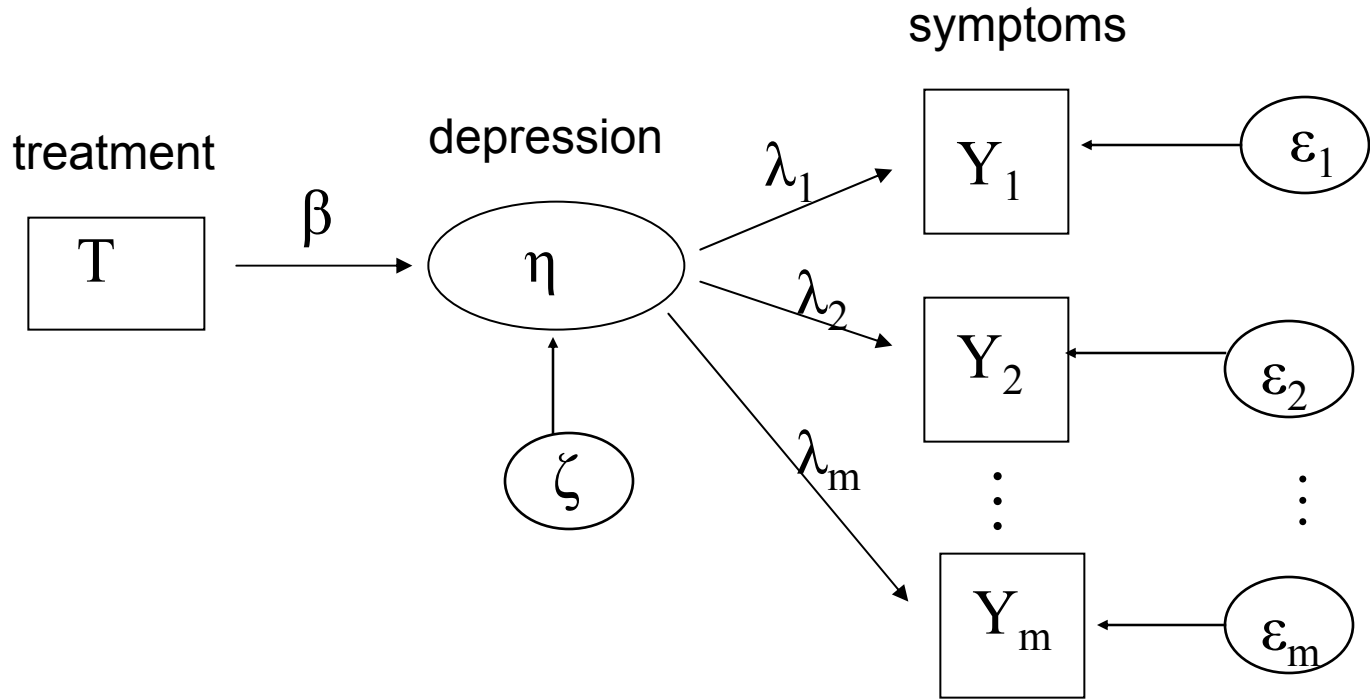 symptoms
depression
treatment
T
β
η
ζ
λ₁
λ₂
λₘ
Y₁
ε₁
Y₂
ε₂
⋮
⋮
Yₘ
εₘ